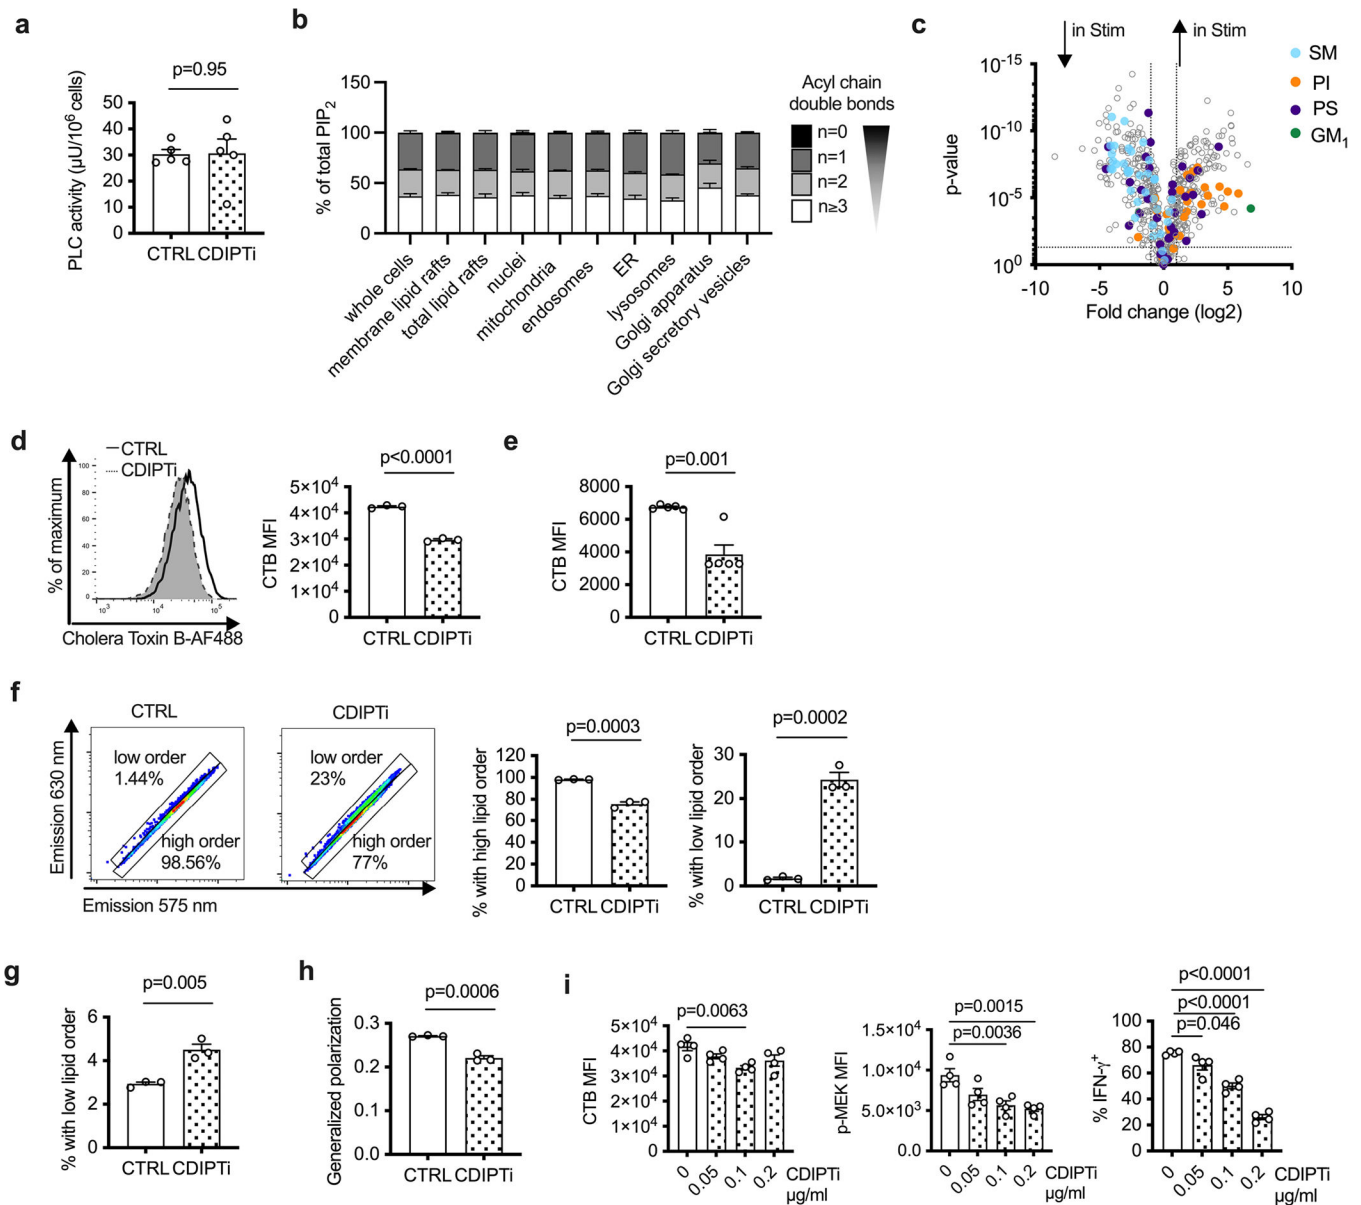 a
p=0.95
PLC activity (µU/10⁶ cells)
50
40
30
20
10
0
CTRL CDIPTi
b
% of total PIP₂
150
100
50
0
whole cells
membrane lipid rafts
total lipid rafts
nuclei
mitochondria
endosomes
ER
lysosomes
Golgi apparatus
Golgi secretory vesicles
Acyl chain
double bonds
n=0
n=1
n=2
n≥3
c
in Stim
in Stim
p-value
10⁻¹⁵
10⁻¹⁰
10⁻⁵
10⁰
-10
-5
0
5
10
Fold change (log2)
SM
PI
PS
GM₁
d
CTRL
CDIPTi
% of maximum
100
80
60
40
20
0
10³
10⁴
10⁵
Cholera Toxin B-AF488
p<0.0001
CTB MFI
5×10⁴
4×10⁴
3×10⁴
2×10⁴
1×10⁴
0
CTRL CDIPTi
e
p=0.001
CTB MFI
8000
6000
4000
2000
0
CTRL CDIPTi
f
CTRL
CDIPTi
Emission 630 nm
low order
1.44%
high order
98.56%
low order
23%
high order
77%
Emission 575 nm
p=0.0003
% with high lipid order
120
100
80
60
40
20
0
CTRL CDIPTi
p=0.0002
% with low lipid order
30
20
10
0
CTRL CDIPTi
g
p=0.005
% with low lipid order
6
4
2
0
CTRL CDIPTi
h
p=0.0006
Generalized polarization
0.3
0.2
0.1
0.0
CTRL CDIPTi
i
p=0.0063
CTB MFI
5×10⁴
4×10⁴
3×10⁴
2×10⁴
1×10⁴
0
0
0.05
0.1
0.2
CDIPTi
µg/ml
p=0.0015
p=0.0036
p-MEK MFI
1.5×10⁴
1.0×10⁴
5.0×10³
0.0
0
0.05
0.1
0.2
CDIPTi
µg/ml
p<0.0001
p<0.0001
p=0.046
% IFN-γ⁺
100
80
60
40
20
0
0
0.05
0.1
0.2
CDIPTi
µg/ml